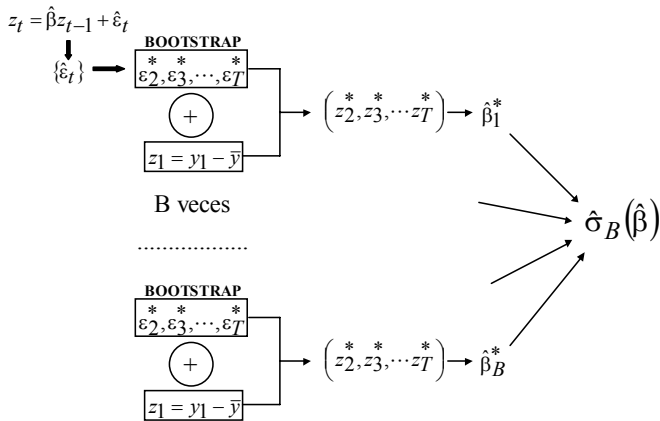 z_t = β̂z_{t−1} + ε̂_t
{ε̂_t}
BOOTSTRAP
ε*_2, ε*_3, ⋯, ε*_T
+
z_1 = y_1 − ȳ
(z*_2, z*_3, ⋯ z*_T)
β̂*_1
B veces
..................
σ̂_B(β̂)
BOOTSTRAP
ε*_2, ε*_3, ⋯, ε*_T
+
z_1 = y_1 − ȳ
(z*_2, z*_3, ⋯ z*_T)
β̂*_B